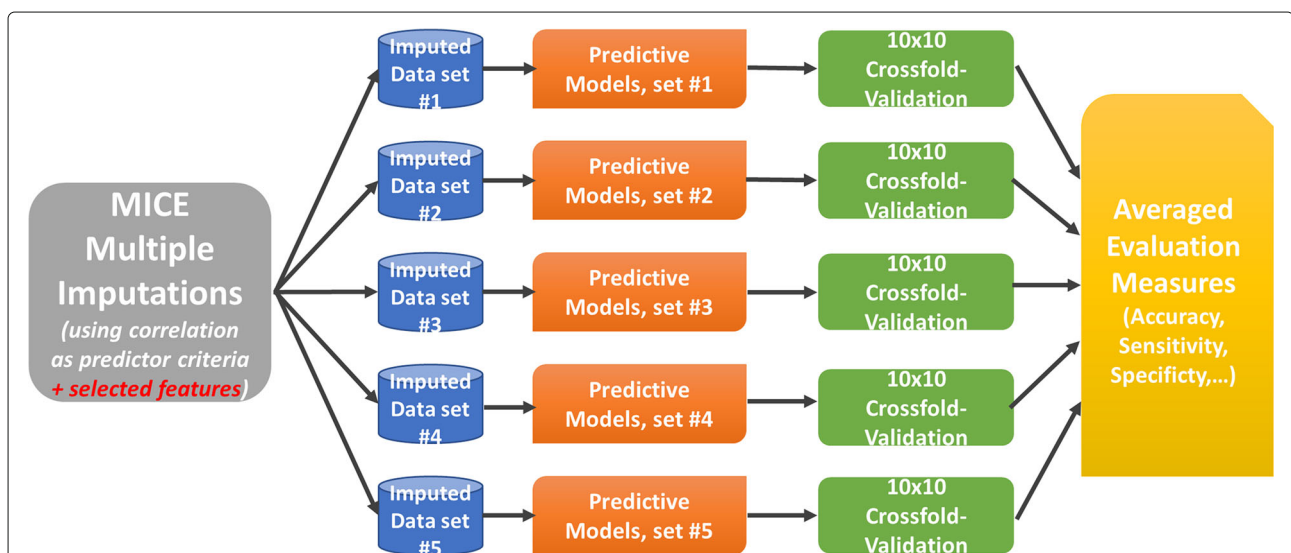 MICE
Multiple
Imputations
(using correlation
as predictor criteria
+ selected features)
Imputed
Data set
#1
Predictive
Models, set #1
10x10
Crossfold-
Validation
Imputed
Data set
#2
Predictive
Models, set #2
10x10
Crossfold-
Validation
Imputed
Data set
#3
Predictive
Models, set #3
10x10
Crossfold-
Validation
Imputed
Data set
#4
Predictive
Models, set #4
10x10
Crossfold-
Validation
Imputed
Data set
#5
Predictive
Models, set #5
10x10
Crossfold-
Validation
Averaged
Evaluation
Measures
(Accuracy,
Sensitivity,
Specificty,...)